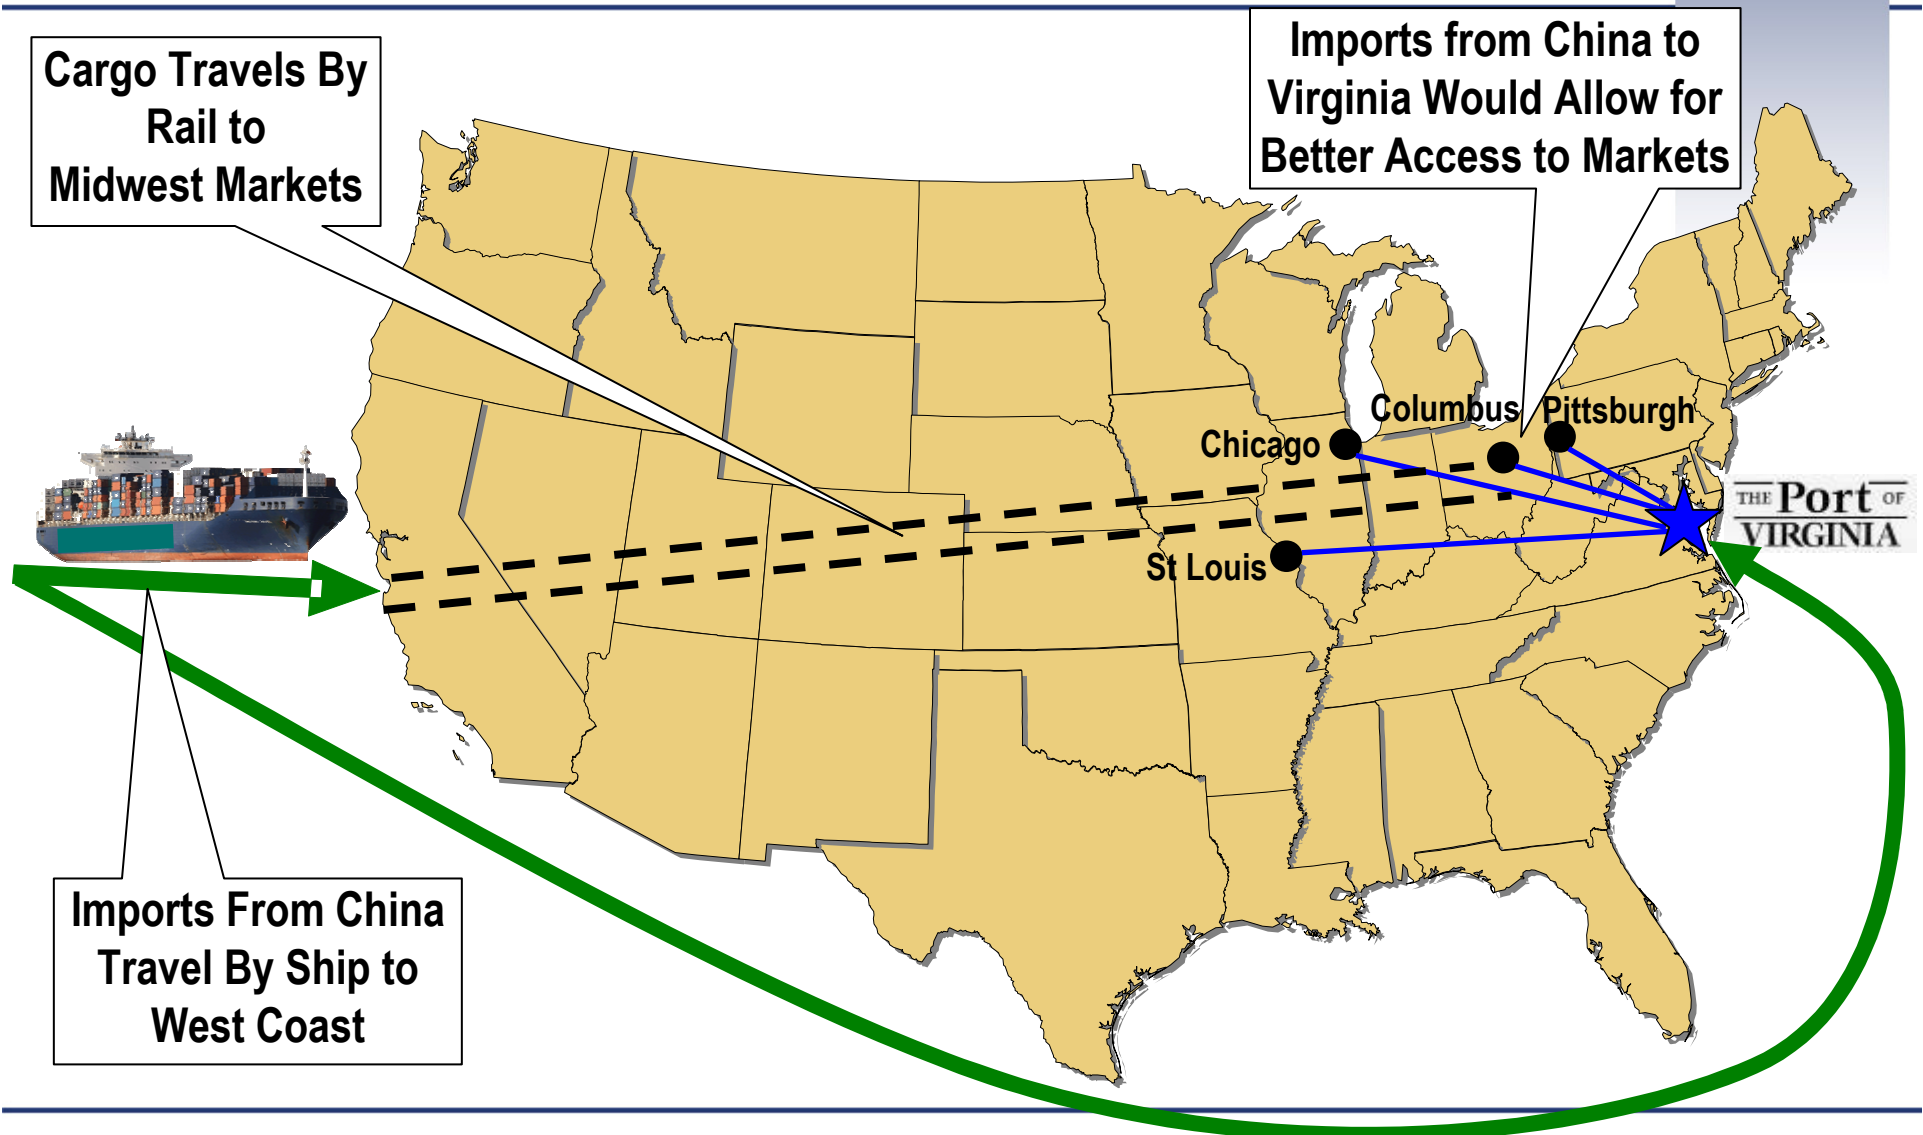 Cargo Travels By
Rail to
Midwest Markets
Imports from China to
Virginia Would Allow for
Better Access to Markets
Columbus
Pittsburgh
Chicago
St Louis
THE Port OF
VIRGINIA
Imports From China
Travel By Ship to
West Coast